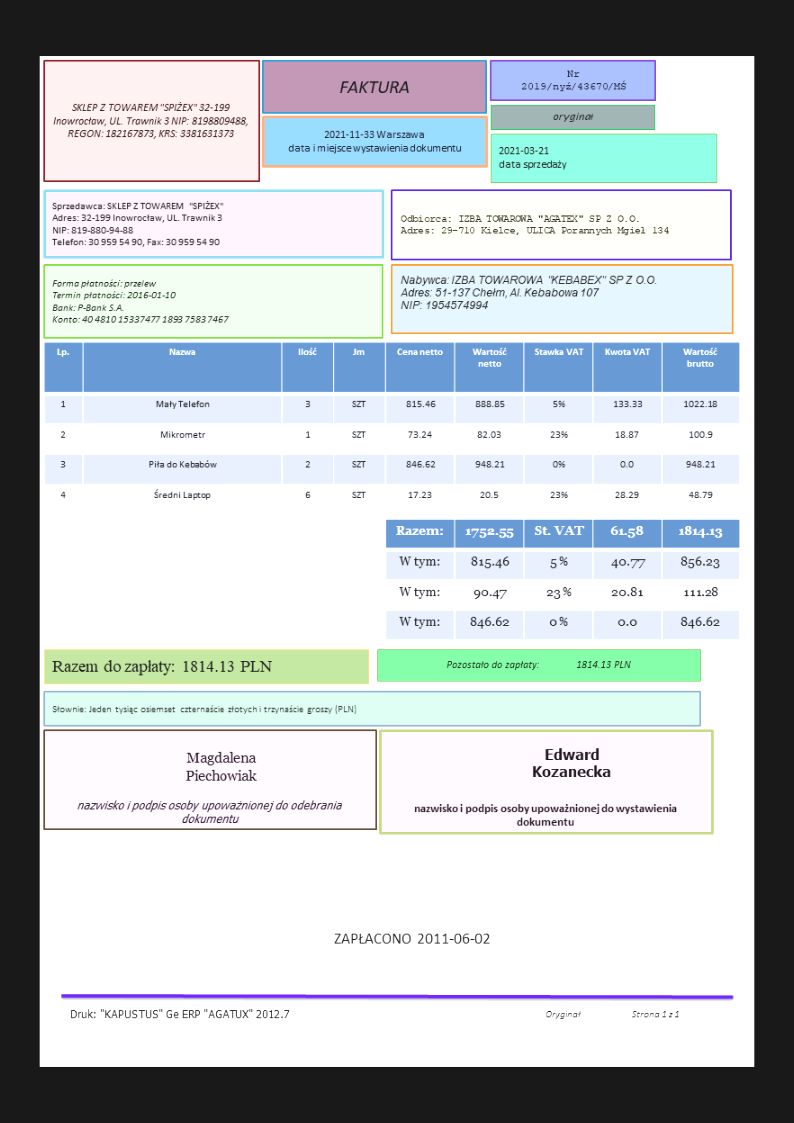 SKLEP Z TOWAREM "SPIŻEX" 32-199
Inowrocław, UL. Trawnik 3 NIP: 8198809488,
REGON: 182167873, KRS: 3381631373
FAKTURA
2021-11-33 Warszawa
data i miejsce wystawienia dokumentu
Nr
2019/nyź/43670/MŚ
oryginał
2021-03-21
data sprzedaży
Sprzedawca: SKLEP Z TOWAREM "SPIŻEX"
Adres: 32-199 Inowrocław, UL. Trawnik 3
NIP: 819-880-94-88
Telefon: 30 959 54 90, Fax: 30 959 54 90
Odbiorca: IZBA TOWAROWA "AGATEX" SP Z O.O.
Adres: 29-710 Kielce, ULICA Porannych Mgieł 134
Forma płatności: przelew
Termin płatności: 2016-01-10
Bank: P-Bank S.A.
Konto: 40 4810 15337477 1893 7583 7467
Nabywca: IZBA TOWAROWA "KEBABEX" SP Z O.O.
Adres: 51-137 Chełm, Al. Kebabowa 107
NIP: 1954574994
Lp. Nazwa Ilość Jm Cena netto Wartość netto Stawka VAT Kwota VAT Wartość brutto
1 Mały Telefon 3 SZT 815.46 888.85 5% 133.33 1022.18
2 Mikrometr 1 SZT 73.24 82.03 23% 18.87 100.9
3 Piła do Kebabów 2 SZT 846.62 948.21 0% 0.0 948.21
4 Średni Laptop 6 SZT 17.23 20.5 23% 28.29 48.79
Razem: 1752.55 St. VAT 61.58 1814.13
W tym: 815.46 5 % 40.77 856.23
W tym: 90.47 23 % 20.81 111.28
W tym: 846.62 0 % 0.0 846.62
Razem do zapłaty: 1814.13 PLN
Pozostało do zapłaty: 1814.13 PLN
Słownie: Jeden tysiąc osiemset czternaście złotych i trzynaście groszy (PLN)
Magdalena
Piechowiak
nazwisko i podpis osoby upoważnionej do odebrania
dokumentu
Edward
Kozanecka
nazwisko i podpis osoby upoważnionej do wystawienia
dokumentu
ZAPŁACONO 2011-06-02
Druk: "KAPUSTUS" Ge ERP "AGATUX" 2012.7
Oryginał Strona 1 z 1